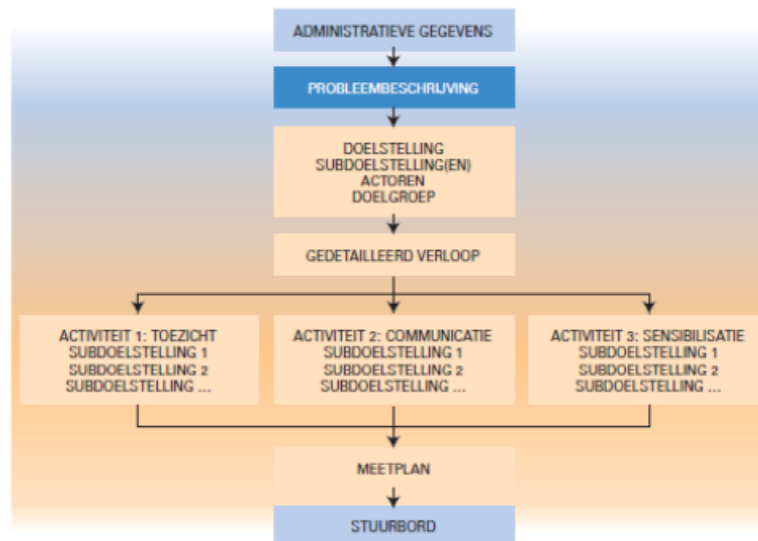 ADMINISTRATIEVE GEGEVENS
PROBLEEMBESCHRIJVING
DOELSTELLING
SUBDOELSTELLING(EN)
ACTOREN
DOELGROEP
GEDETAILLEERD VERLOOP
ACTIVITEIT 1: TOEZICHT
SUBDOELSTELLING 1
SUBDOELSTELLING 2
SUBDOELSTELLING ...
ACTIVITEIT 2: COMMUNICATIE
SUBDOELSTELLING 1
SUBDOELSTELLING 2
SUBDOELSTELLING ...
ACTIVITEIT 3: SENSIBILISATIE
SUBDOELSTELLING 1
SUBDOELSTELLING 2
SUBDOELSTELLING ...
MEETPLAN
STUURBORD